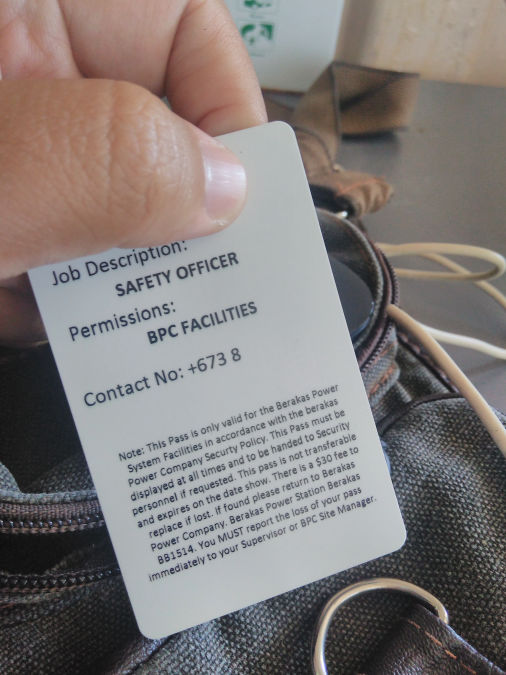 Job Description:
SAFETY OFFICER
Permissions:
BPC FACILITIES
Contact No: +673 8
Note: This Pass is only valid for the Berakas Power
System Facilities in accordance with the berakas
Power Company Securty Policy. This Pass must be
displayed at all times and to be handed to Security
personnel if requested. This pass is not transferable
and expires on the date show. There is a $30 fee to
replace if lost. If found please return to Berakas
Power Company. Berakas Power Station Berakas
BB1514. You MUST report the loss of your pass
immediately to your Supervisor or BPC Site Manager.